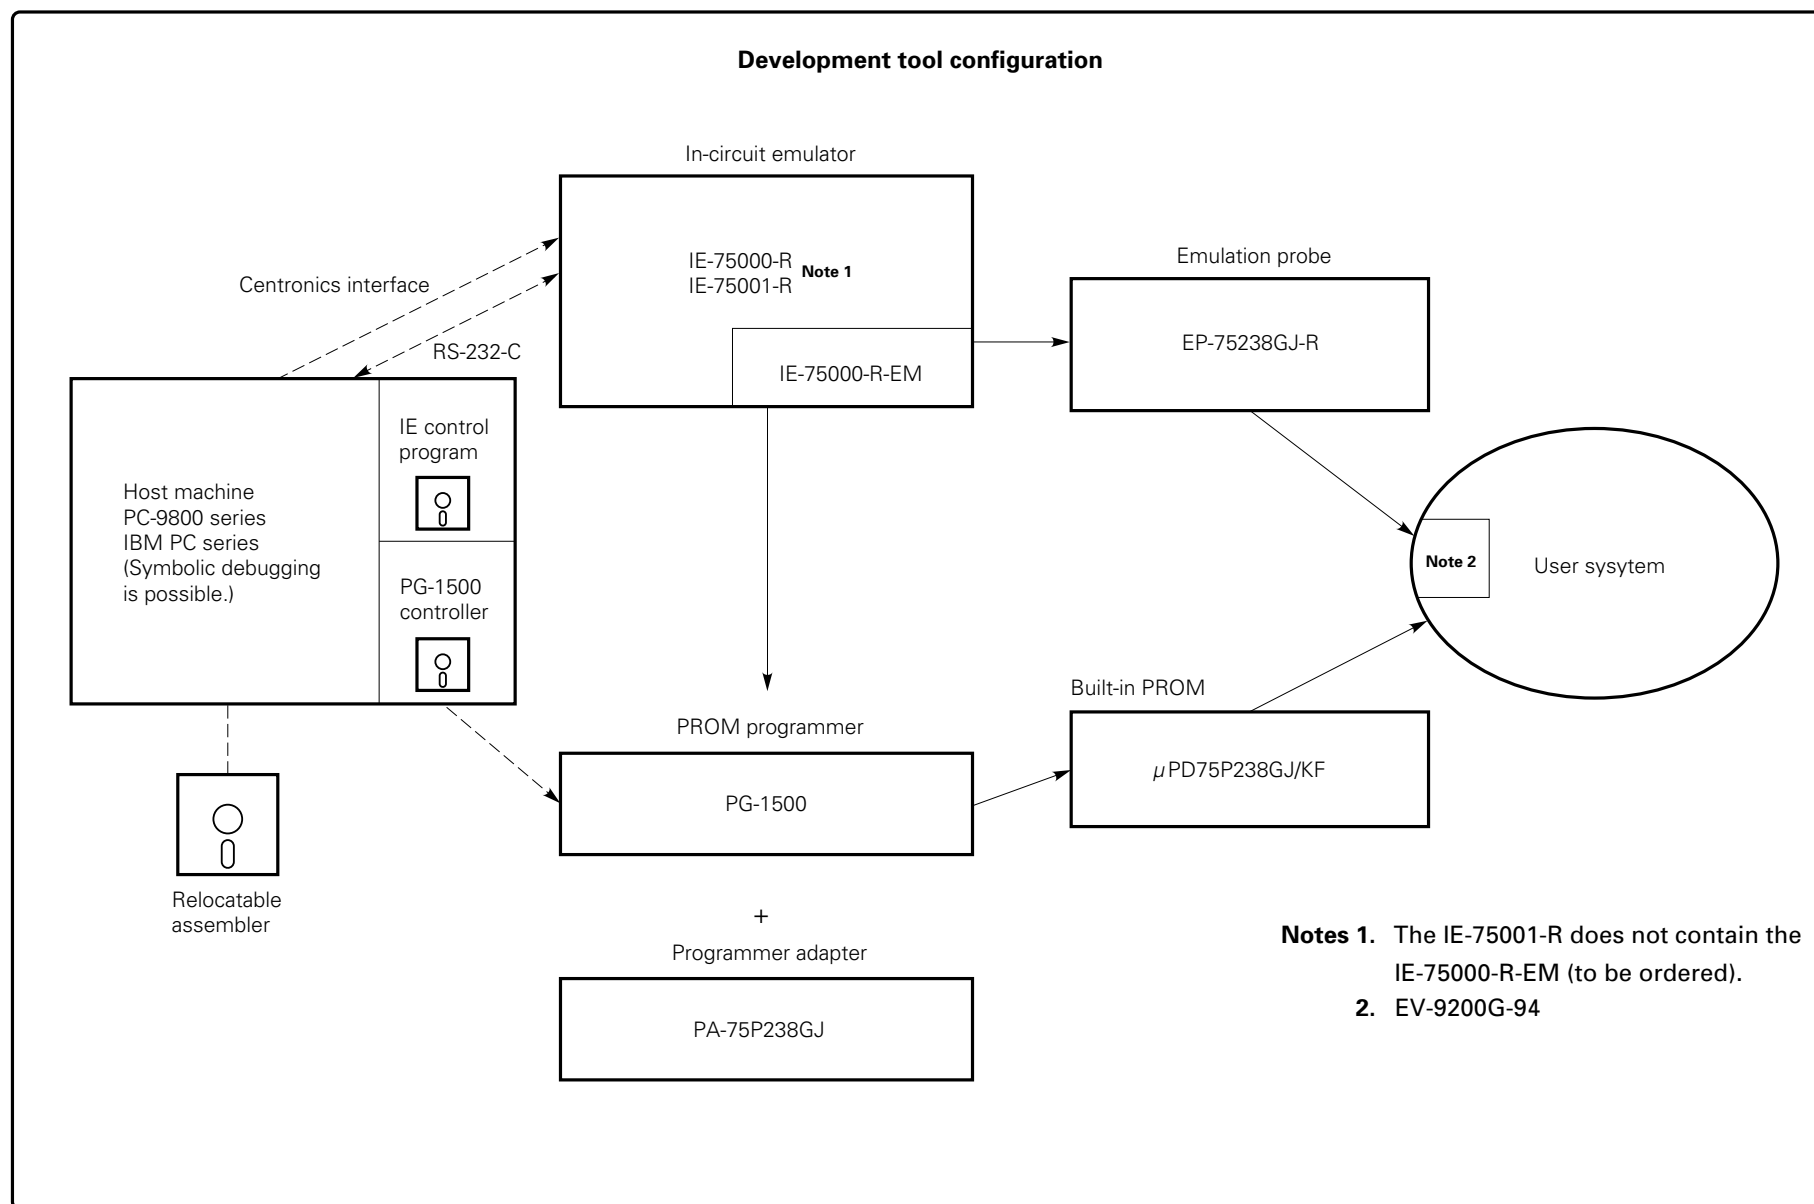 Development tool configuration
In-circuit emulator
IE-75000-R
IE-75001-R
Note 1
IE-75000-R-EM
Centronics interface
RS-232-C
Emulation probe
EP-75238GJ-R
Host machine
PC-9800 series
IBM PC series
(Symbolic debugging
is possible.)
IE control
program
PG-1500
controller
Note 2
User sysytem
Relocatable
assembler
PROM programmer
PG-1500
Built-in PROM
μPD75P238GJ/KF
+
Programmer adapter
PA-75P238GJ
Notes 1. The IE-75001-R does not contain the
IE-75000-R-EM (to be ordered).
2. EV-9200G-94